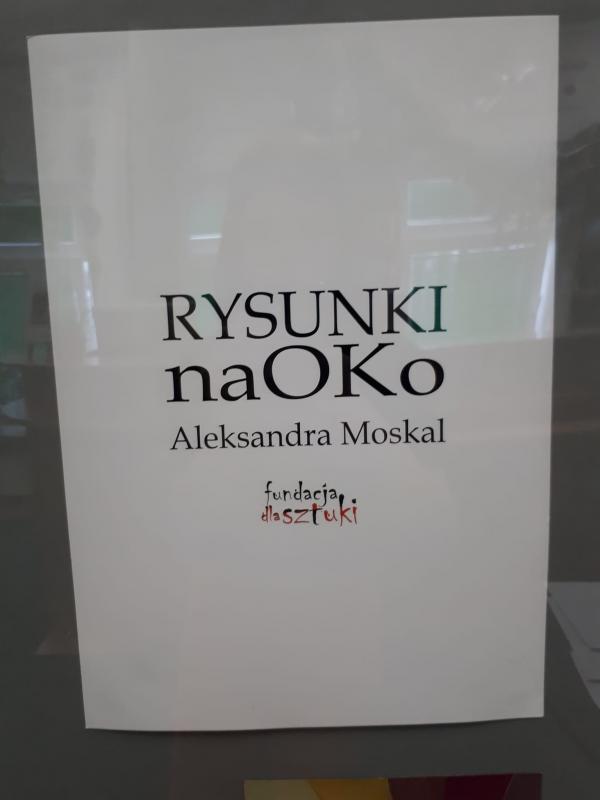 RYSUNKI
naOKo
Aleksandra Moskal
fundacja
dlasztuki